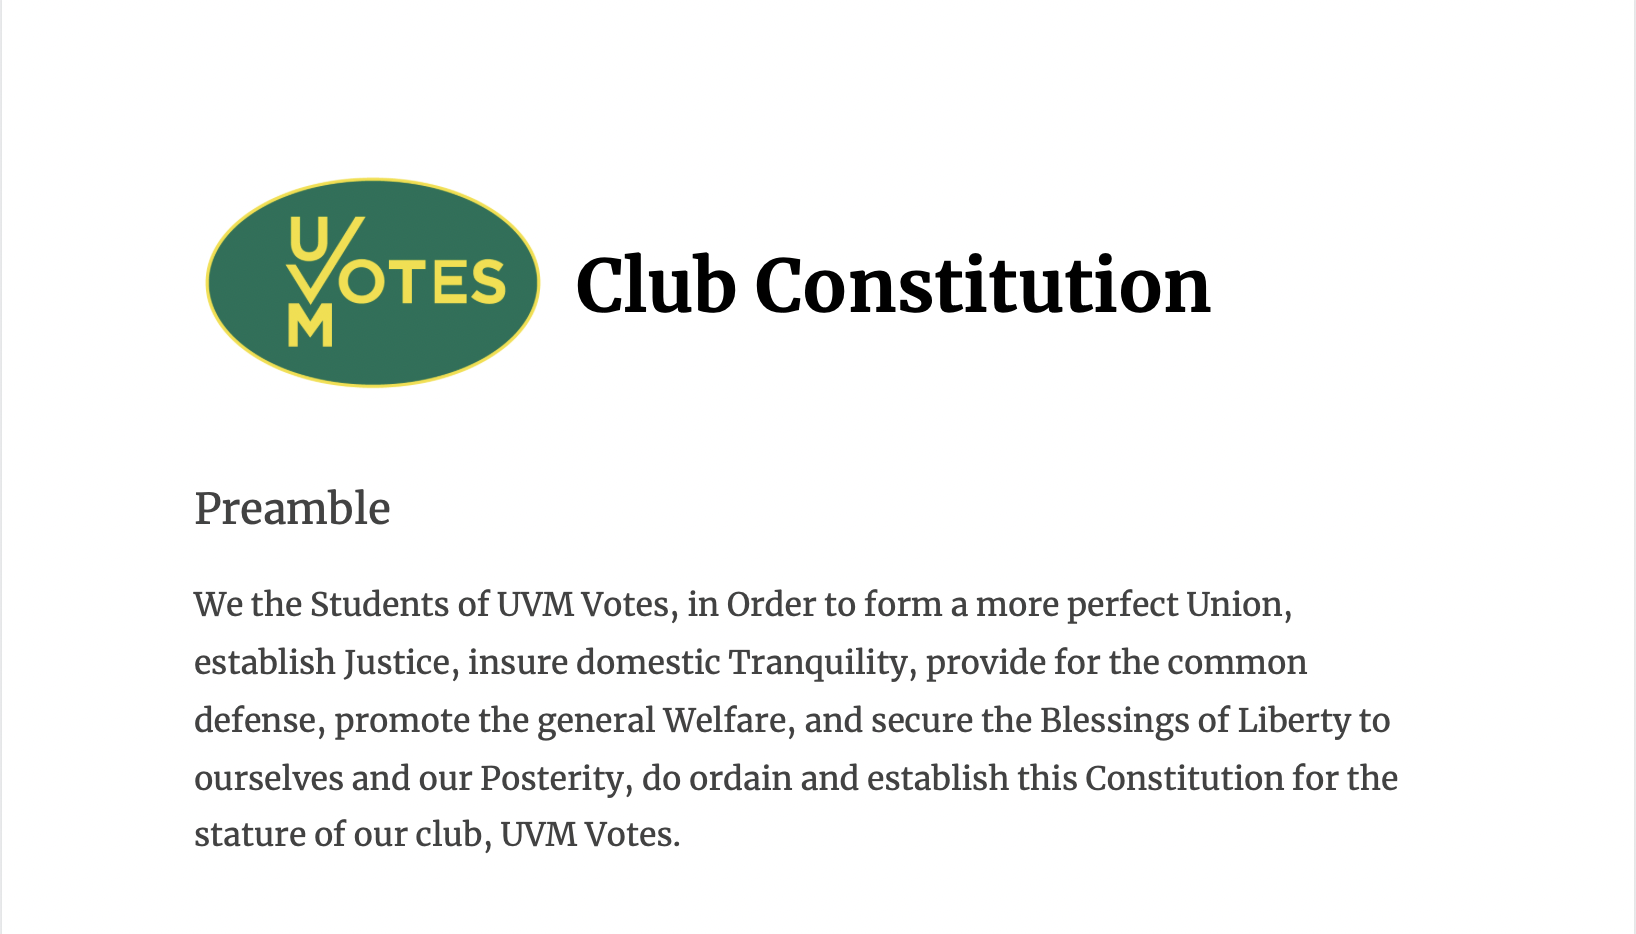 U
VOTES
M
Club Constitution
Preamble
We the Students of UVM Votes, in Order to form a more perfect Union,
establish Justice, insure domestic Tranquility, provide for the common
defense, promote the general Welfare, and secure the Blessings of Liberty to
ourselves and our Posterity, do ordain and establish this Constitution for the
stature of our club, UVM Votes.